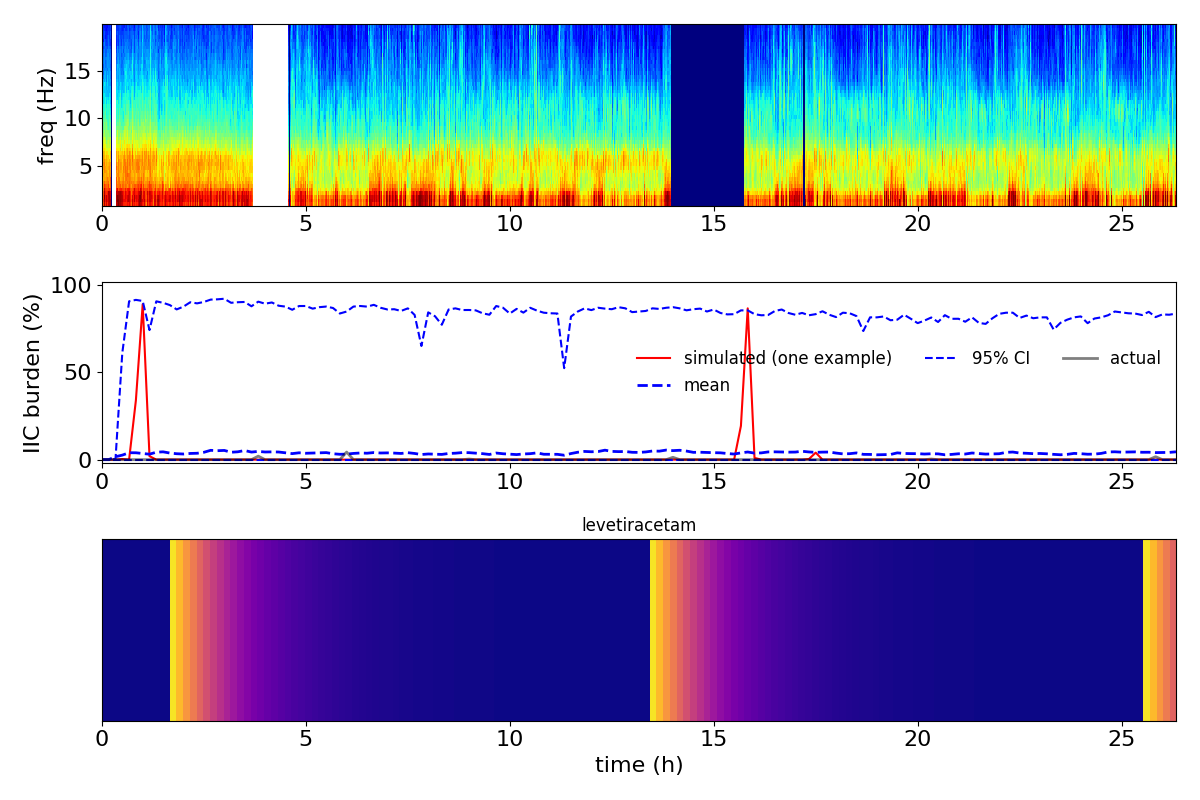 freq (Hz)
15
10
5
0 5 10 15 20 25
IIC burden (%)
100
50
0
simulated (one example) 95% CI actual
mean
0 5 10 15 20 25
levetiracetam
0 5 10 15 20 25
time (h)